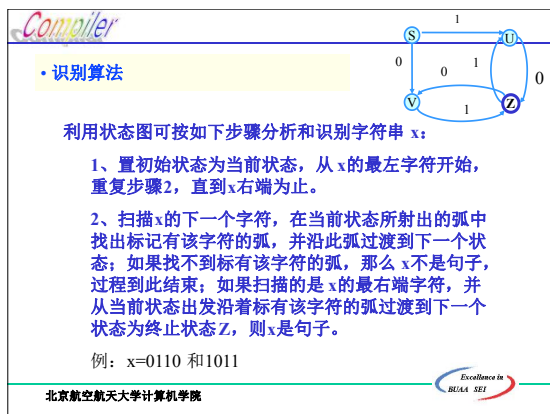 Compiler
S
1
U
0
0
1
0
V
1
Z
• 识别算法
利用状态图可按如下步骤分析和识别字符串 x：
1、置初始状态为当前状态，从 x的最左字符开始，
重复步骤2，直到x右端为止。
2、扫描x的下一个字符，在当前状态所射出的弧中
找出标记有该字符的弧，并沿此弧过渡到下一个状
态；如果找不到标有该字符的弧，那么 x不是句子，
过程到此结束；如果扫描的是 x的最右端字符，并
从当前状态出发沿着标有该字符的弧过渡到下一个
状态为终止状态Z，则x是句子。
例：x=0110 和1011
北京航空航天大学计算机学院
Excellence in
BUAA SEI